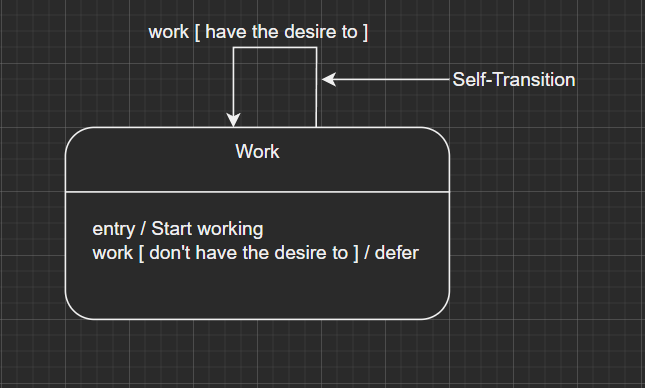 work [ have the desire to ]
Self-Transition
Work
entry / Start working
work [ don't have the desire to ] / defer